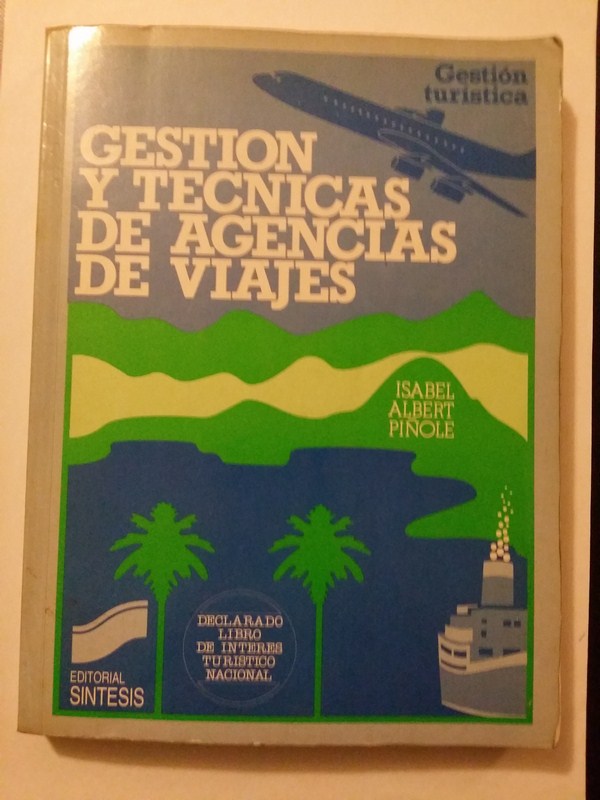 Gestión
turística
GESTION
Y TECNICAS
DE AGENCIAS
DE VIAJES
ISABEL
ALBERT
PIÑOLE
DECLARADO
LIBRO
DE INTERES
TURISTICO
NACIONAL
EDITORIAL
SINTESIS